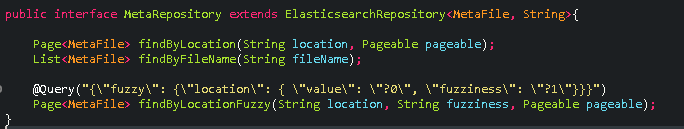 public interface MetaRepository extends ElasticsearchRepository<MetaFile, String>{
Page<MetaFile> findByLocation(String location, Pageable pageable);
List<MetaFile> findByFileName(String fileName);
@Query("{\"fuzzy\": {\"location\": { \"value\": \"?0\", \"fuzziness\": \"?1\"}}}")
Page<MetaFile> findByLocationFuzzy(String location, String fuzziness, Pageable pageable);
}